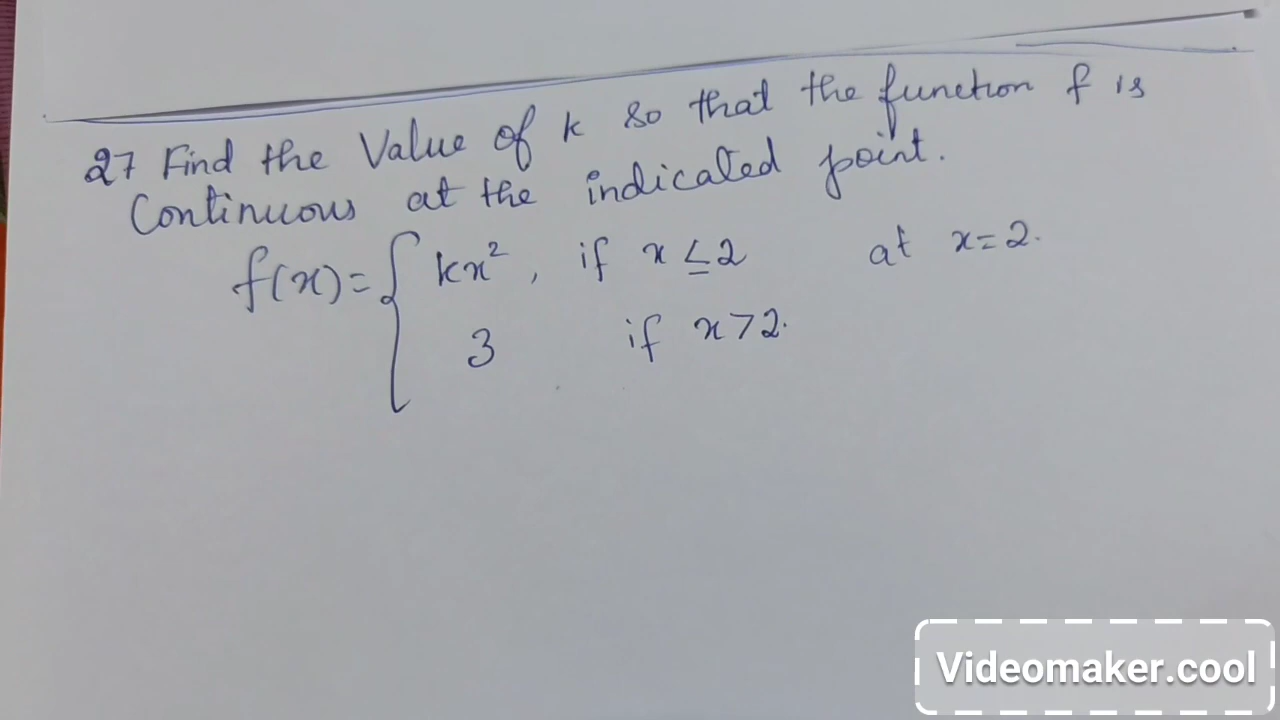 27 Find the Value of k so that the function f is
Continuous at the indicated point.
f(x)= { kx², if x ≤ 2 at x=2.
3 if x>2.
Videomaker.cool